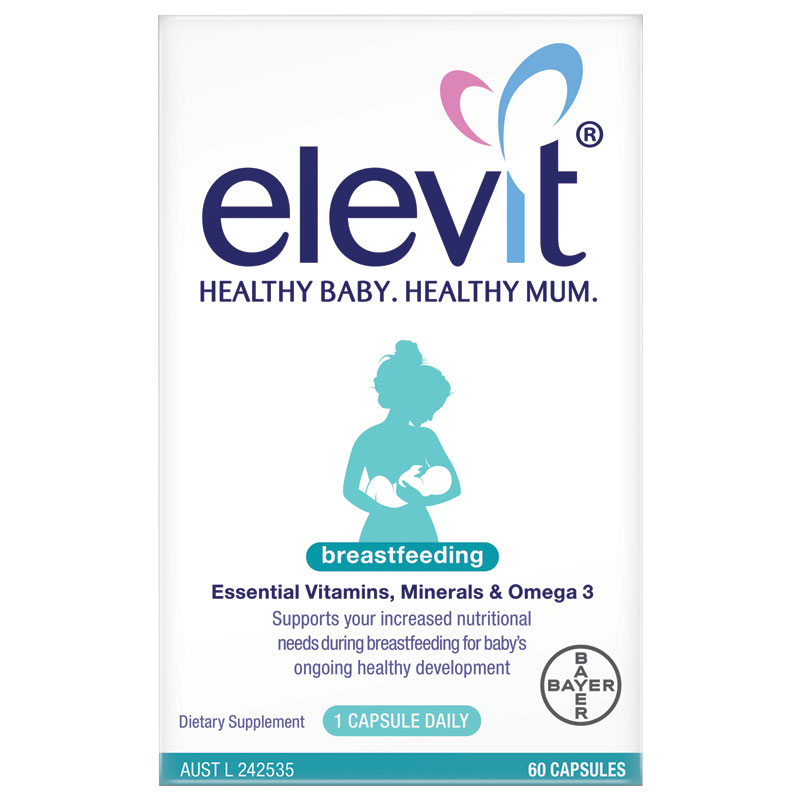 elevit®
HEALTHY BABY. HEALTHY MUM.
breastfeeding
Essential Vitamins, Minerals & Omega 3
Supports your increased nutritional
needs during breastfeeding for baby's
ongoing healthy development
BAYER
BAYER
Dietary Supplement
1 CAPSULE DAILY
AUST L 242535
60 CAPSULES